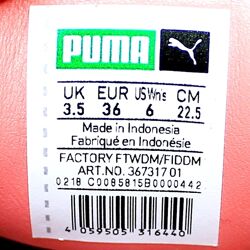 PUMA
UK EUR US Wn's CM
3.5 36 6 22.5
Made in Indonesia
Fabriqué en Indonésie
FACTORY FTWDM/FIDDM
ART.NO. 367317 01
0218 C0085815B0000442
4 059505 316440